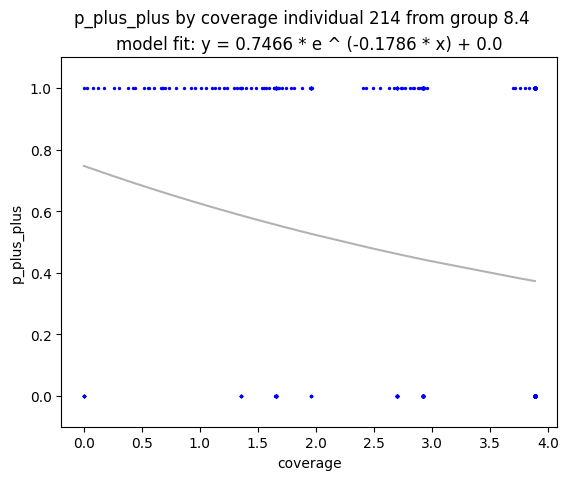 p_plus_plus by coverage individual 214 from group 8.4
model fit: y = 0.7466 * e ^ (-0.1786 * x) + 0.0
1.0
0.8
0.6
0.4
0.2
0.0
p_plus_plus
0.0 0.5 1.0 1.5 2.0 2.5 3.0 3.5 4.0
coverage